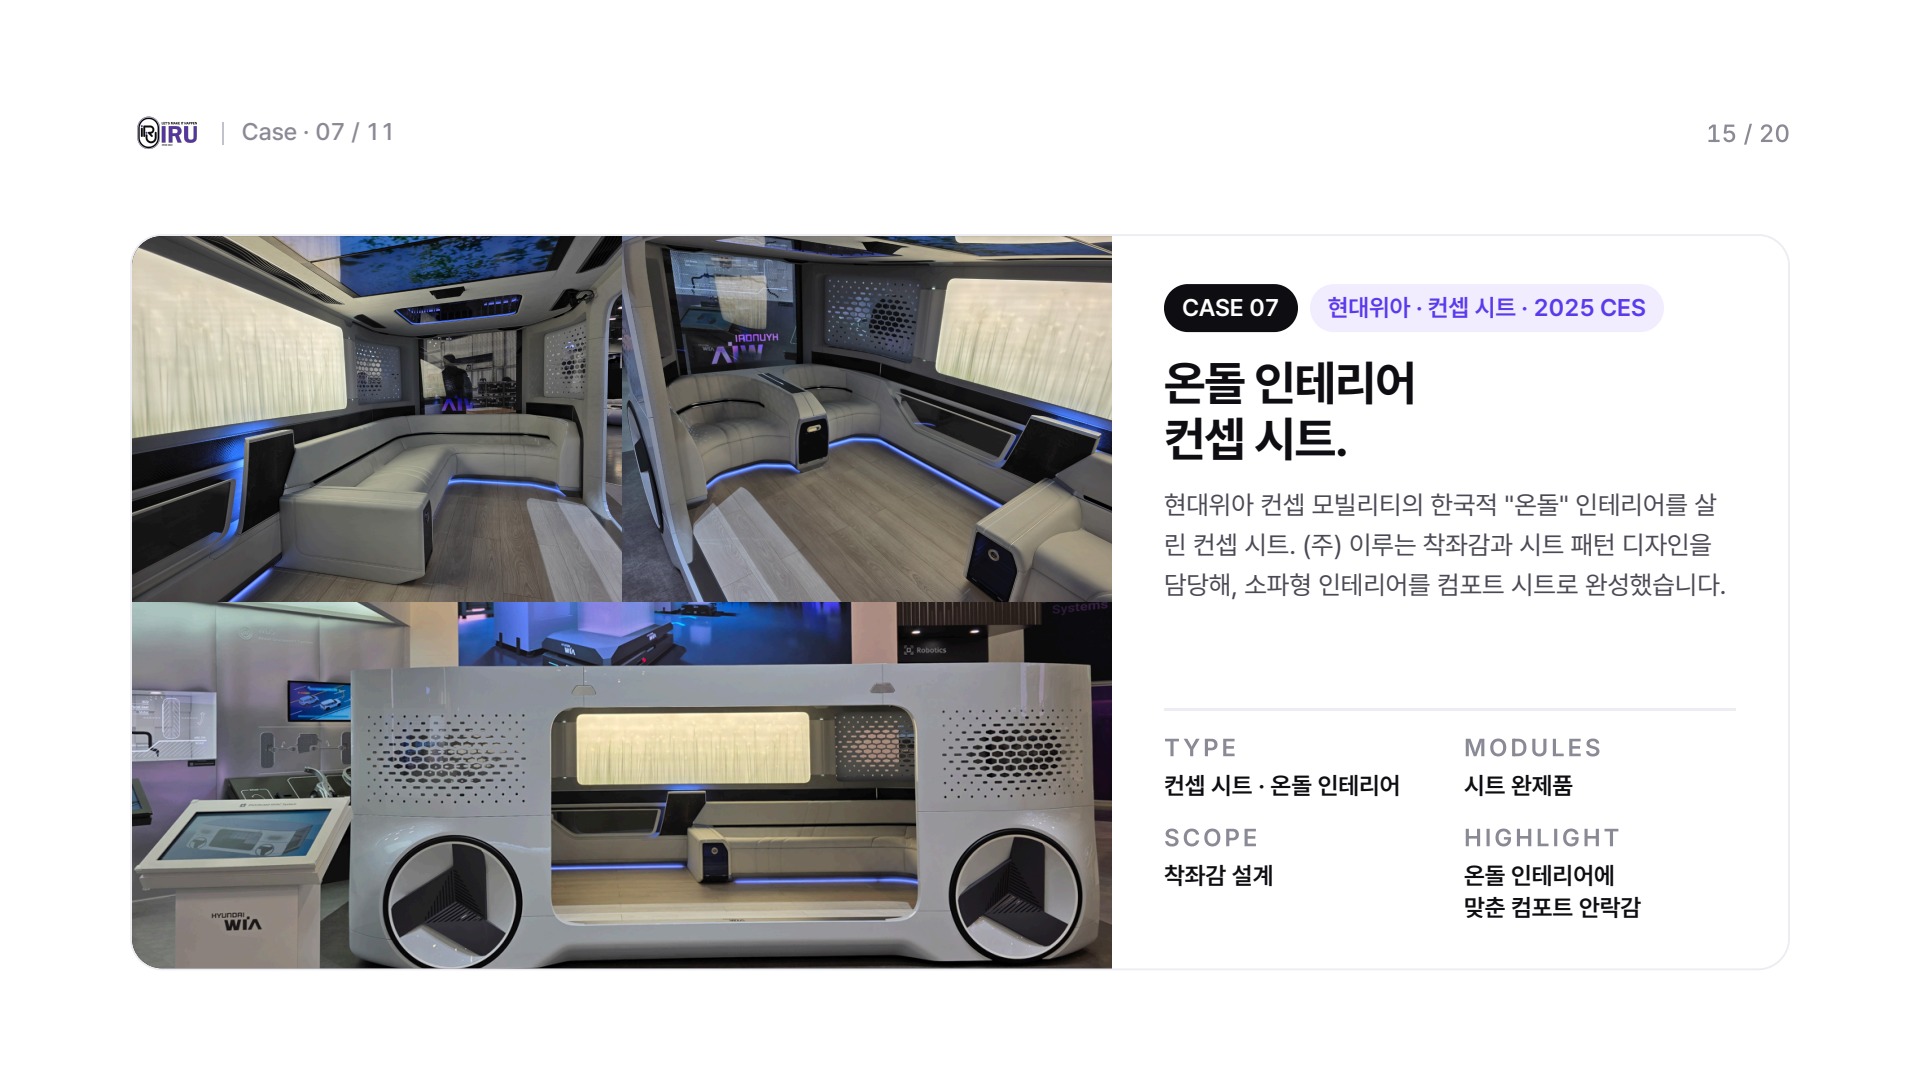 IRU
Case · 07 / 11
15 / 20
HYUNDAI
WIA
Systems
Robotics
WIA
HYUNDAI
WIA
CASE 07
현대위아 · 컨셉 시트 · 2025 CES
온돌 인테리어
컨셉 시트.
현대위아 컨셉 모빌리티의 한국적 "온돌" 인테리어를 살
린 컨셉 시트. (주) 이루는 착좌감과 시트 패턴 디자인을
담당해, 소파형 인테리어를 컴포트 시트로 완성했습니다.
TYPE
컨셉 시트 · 온돌 인테리어
MODULES
시트 완제품
SCOPE
착좌감 설계
HIGHLIGHT
온돌 인테리어에
맞춘 컴포트 안락감